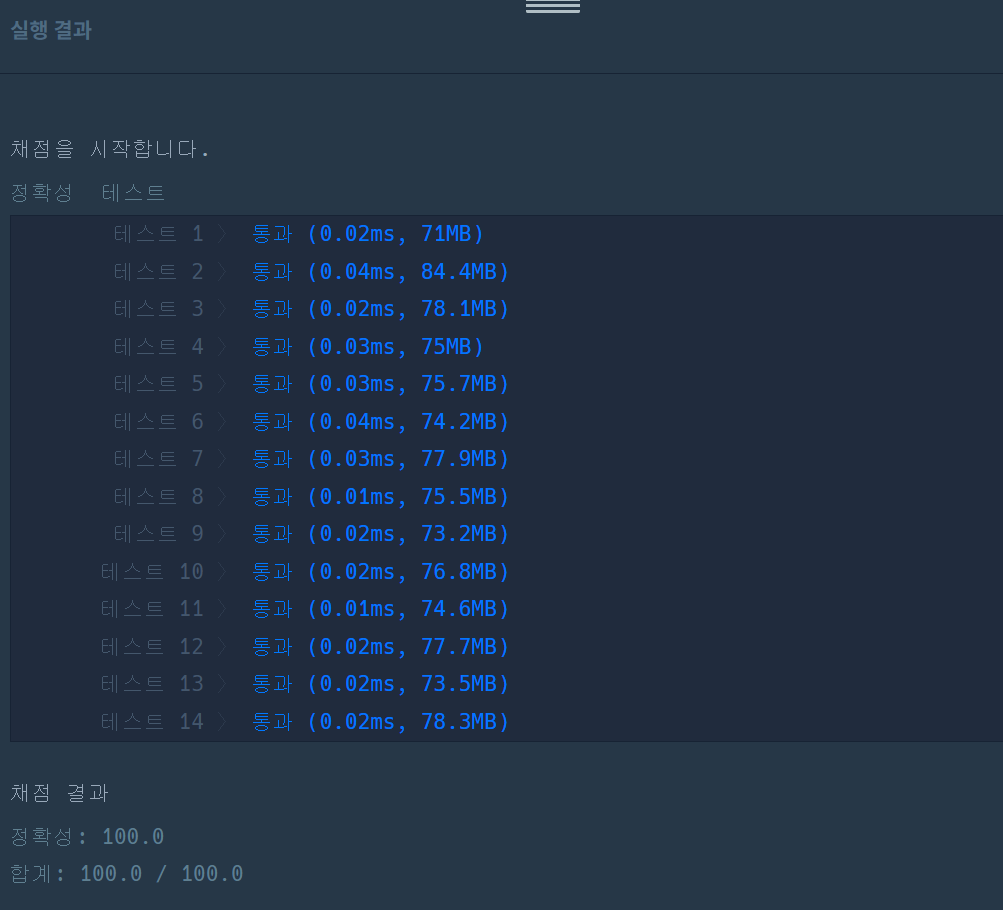 실행 결과
채점을 시작합니다.
정확성 테스트
테스트 1 〉 통과 (0.02ms, 71MB)
테스트 2 〉 통과 (0.04ms, 84.4MB)
테스트 3 〉 통과 (0.02ms, 78.1MB)
테스트 4 〉 통과 (0.03ms, 75MB)
테스트 5 〉 통과 (0.03ms, 75.7MB)
테스트 6 〉 통과 (0.04ms, 74.2MB)
테스트 7 〉 통과 (0.03ms, 77.9MB)
테스트 8 〉 통과 (0.01ms, 75.5MB)
테스트 9 〉 통과 (0.02ms, 73.2MB)
테스트 10 〉 통과 (0.02ms, 76.8MB)
테스트 11 〉 통과 (0.01ms, 74.6MB)
테스트 12 〉 통과 (0.02ms, 77.7MB)
테스트 13 〉 통과 (0.02ms, 73.5MB)
테스트 14 〉 통과 (0.02ms, 78.3MB)
채점 결과
정확성: 100.0
합계: 100.0 / 100.0